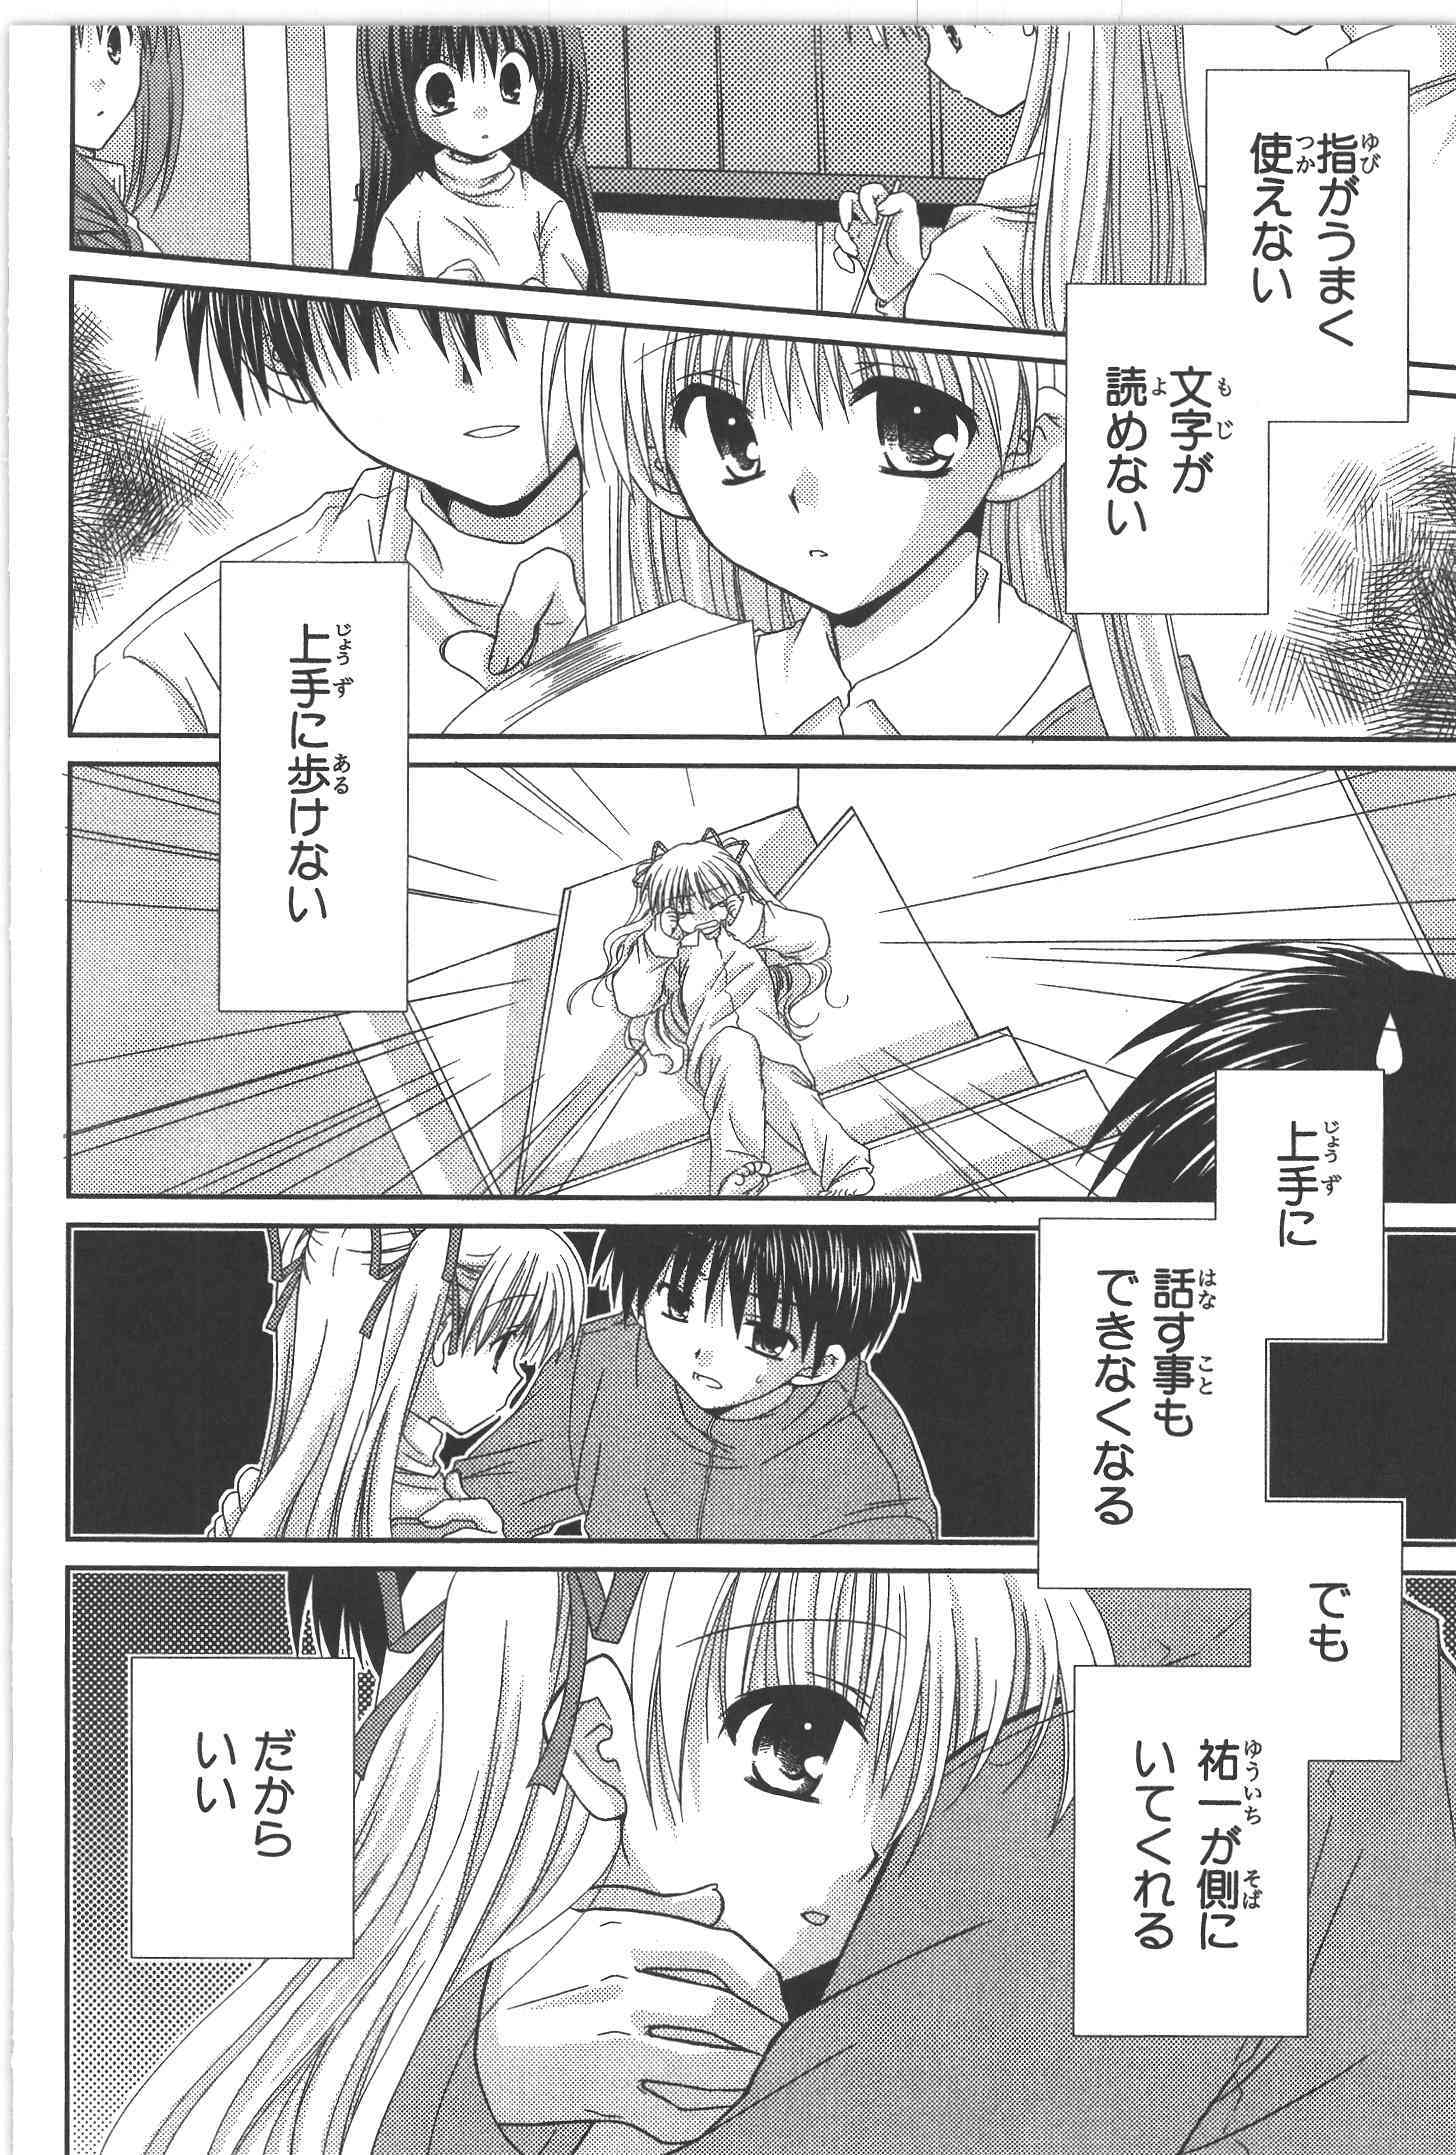 指がうまく
使えない
文字が
読めない
上手に歩けない
上手に
話す事も
できなくなる
でも
祐一が側に
いてくれる
だから
いい